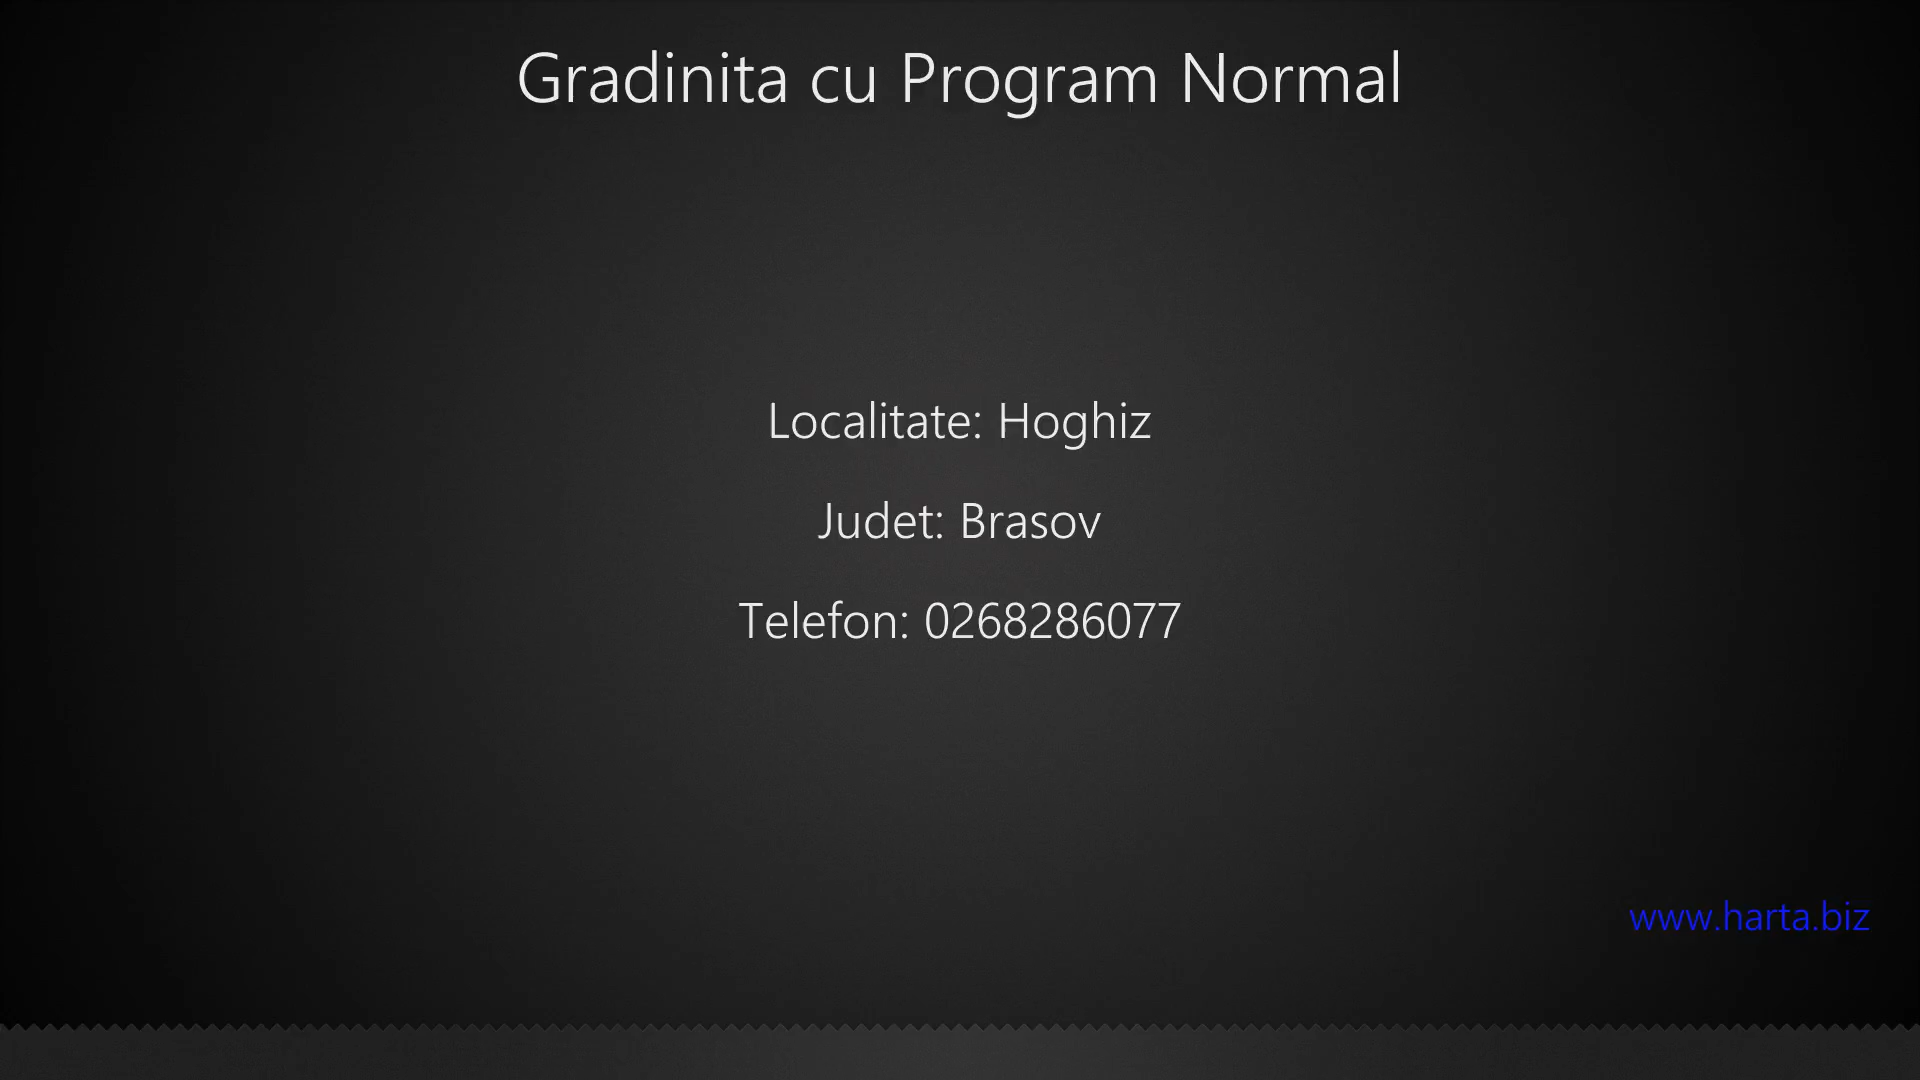 Gradinita cu Program Normal
Localitate: Hoghiz
Judet: Brasov
Telefon: 0268286077
www.harta.biz